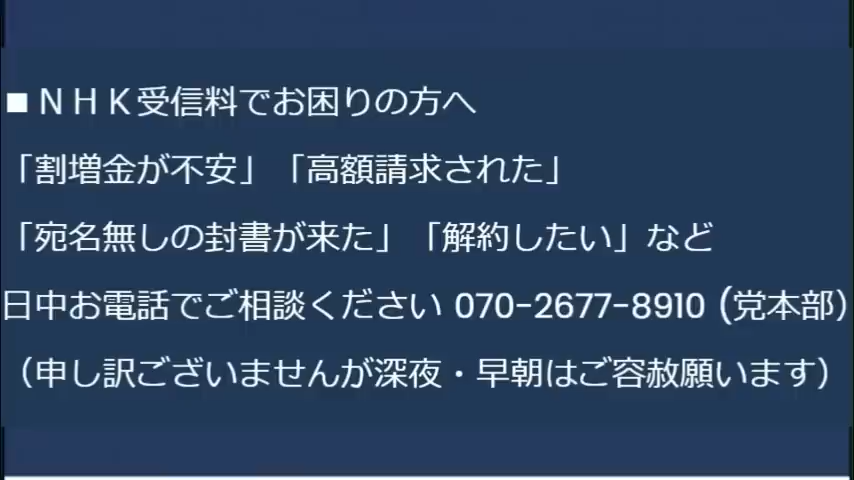 ■ＮＨＫ受信料でお困りの方へ
「割増金が不安」「高額請求された」
「宛名無しの封書が来た」「解約したい」など
日中お電話でご相談ください 070-2677-8910 (党本部)
（申し訳ございませんが深夜・早朝はご容赦願います）